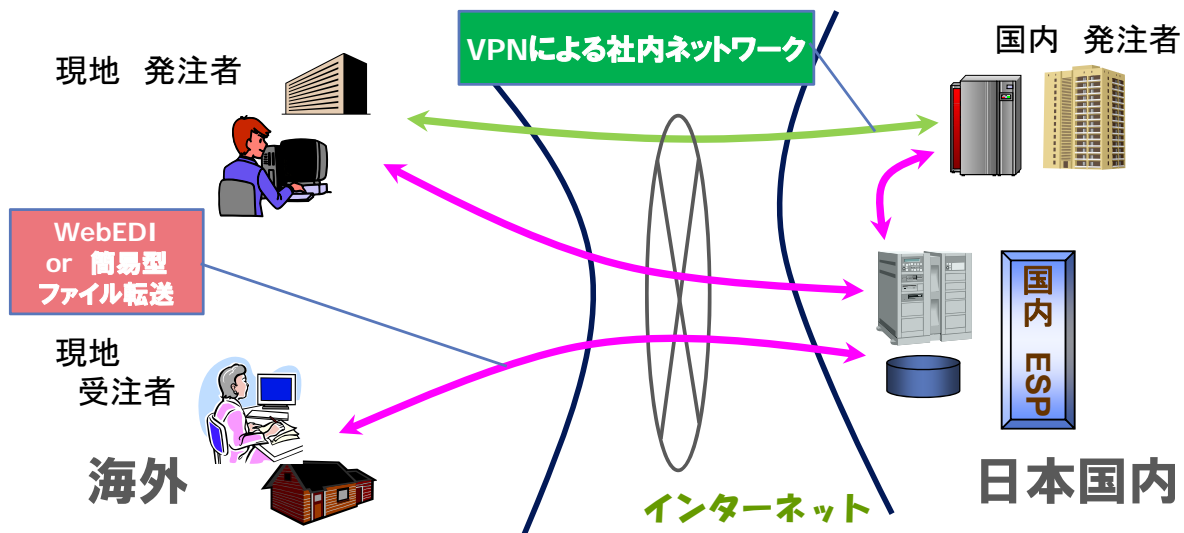 VPNによる社内ネットワーク
国内 発注者
現地 発注者
WebEDI
or 簡易型
ファイル転送
国内 ESP
現地
受注者
海外
インターネット
日本国内